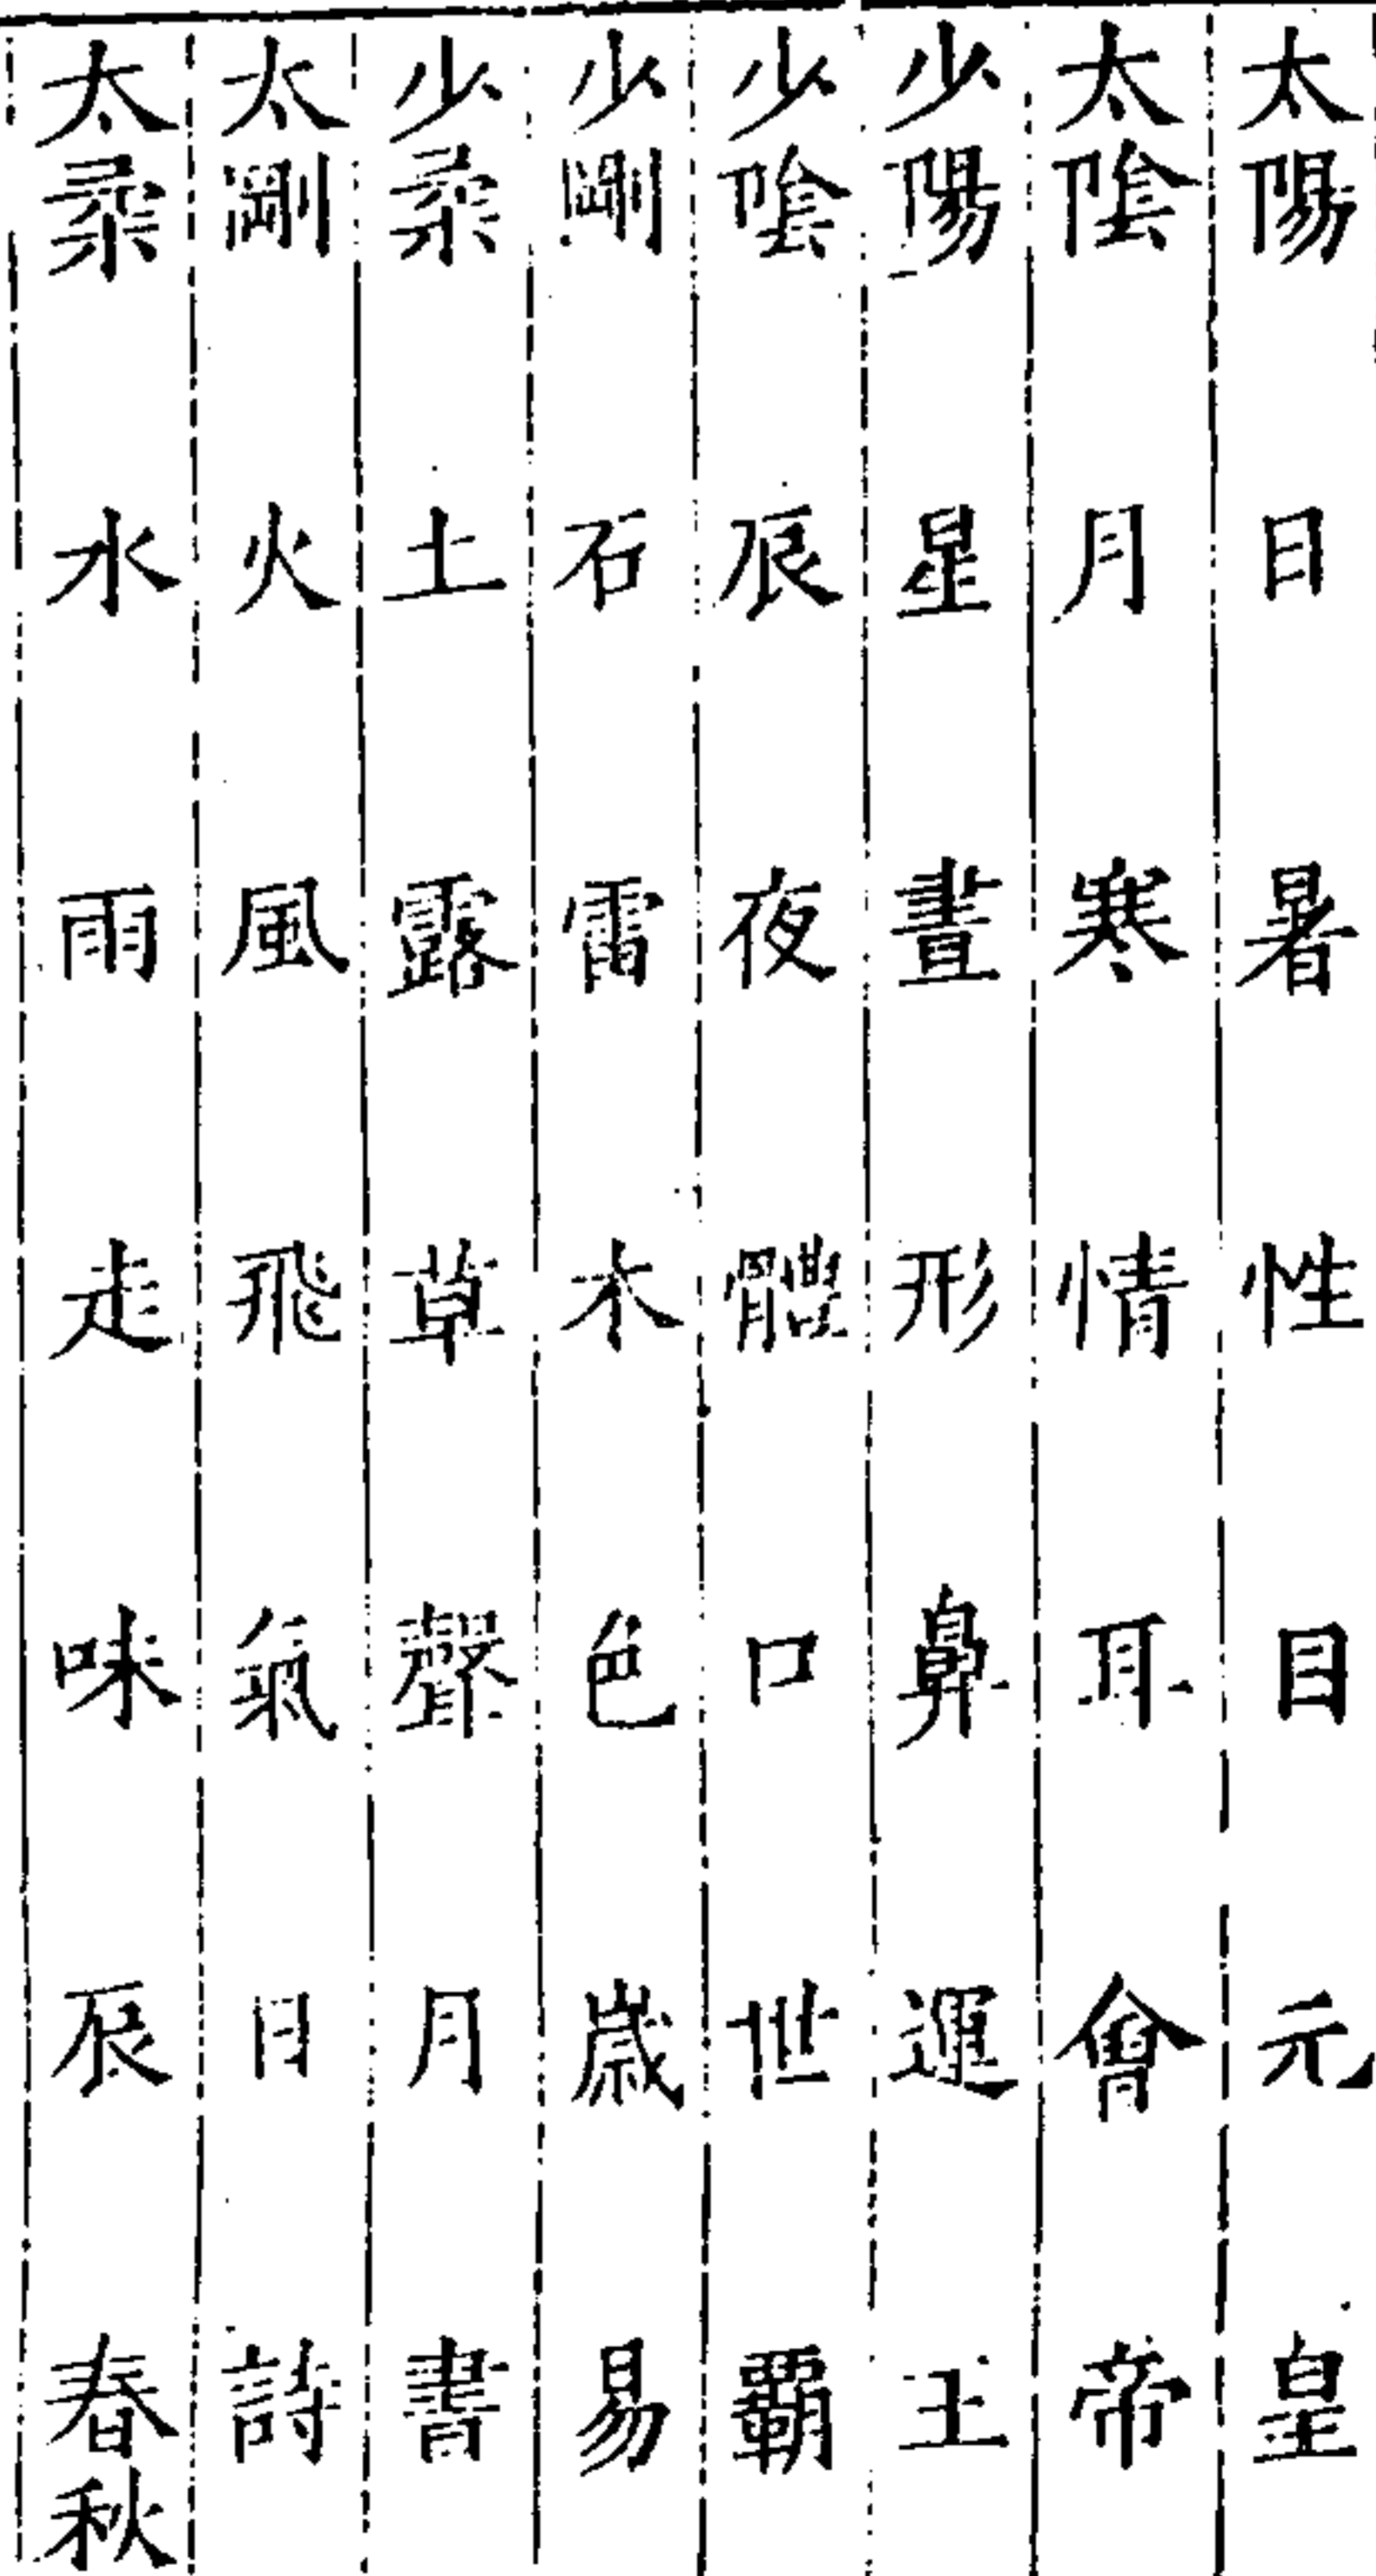 太陽 日 暑 性 目 元 皇
太陰 月 寒 情 耳 會 帝
少陽 星 晝 形 鼻 運 王
少陰 辰 夜 體 口 世 霸
少剛 石 雷 木 色 歲 易
少柔 土 露 草 聲 月 書
太剛 火 風 飛 氣 日 詩
太柔 水 雨 走 味 辰 春秋